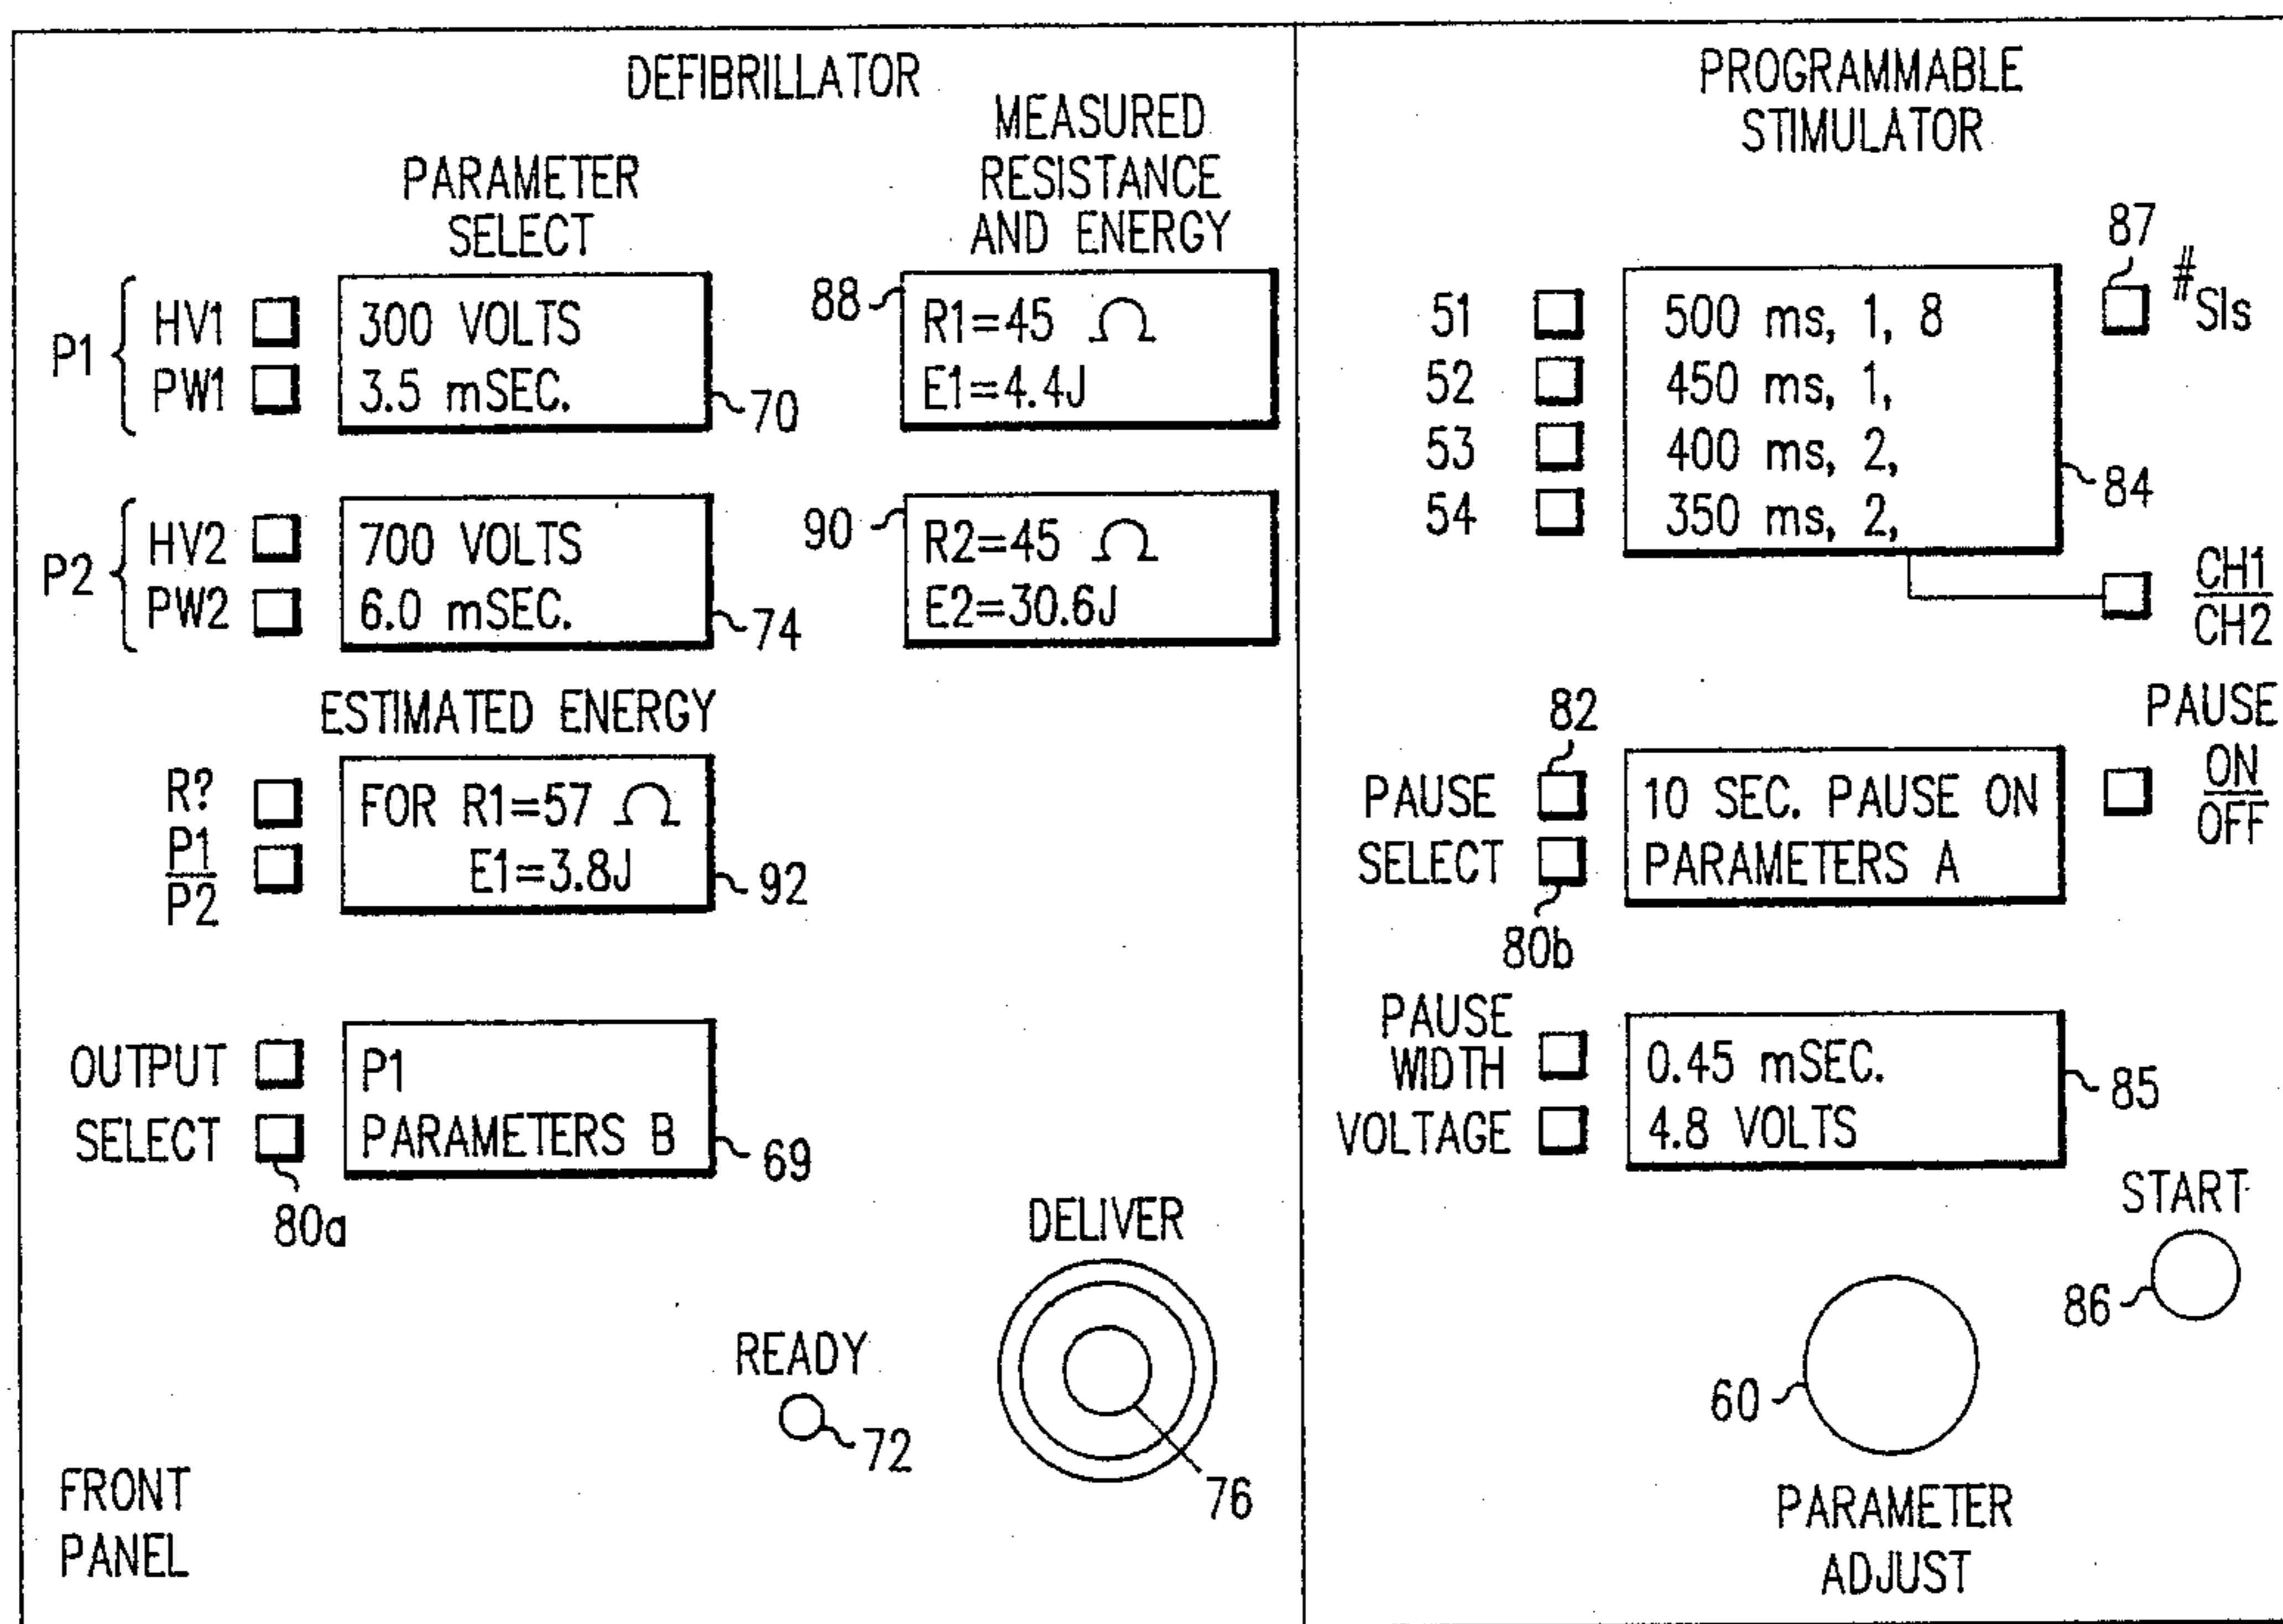 DEFIBRILLATOR
PARAMETER
SELECT
MEASURED
RESISTANCE
AND ENERGY
P1
HV1
PW1
300 VOLTS
3.5 mSEC.
70
88
R1=45 Ω
E1=4.4J
P2
HV2
PW2
700 VOLTS
6.0 mSEC.
74
90
R2=45 Ω
E2=30.6J
ESTIMATED ENERGY
R?
P1
P2
FOR R1=57 Ω
E1=3.8J
92
OUTPUT
SELECT
P1
PARAMETERS B
69
80a
DELIVER
READY
72
76
FRONT
PANEL
PROGRAMMABLE
STIMULATOR
87
#SIs
51
52
53
54
500 ms, 1, 8
450 ms, 1,
400 ms, 2,
350 ms, 2,
84
CH1
CH2
82
PAUSE
SELECT
10 SEC. PAUSE ON
PARAMETERS A
PAUSE
ON
OFF
80b
PAUSE
WIDTH
VOLTAGE
0.45 mSEC.
4.8 VOLTS
85
START
86
60
PARAMETER
ADJUST